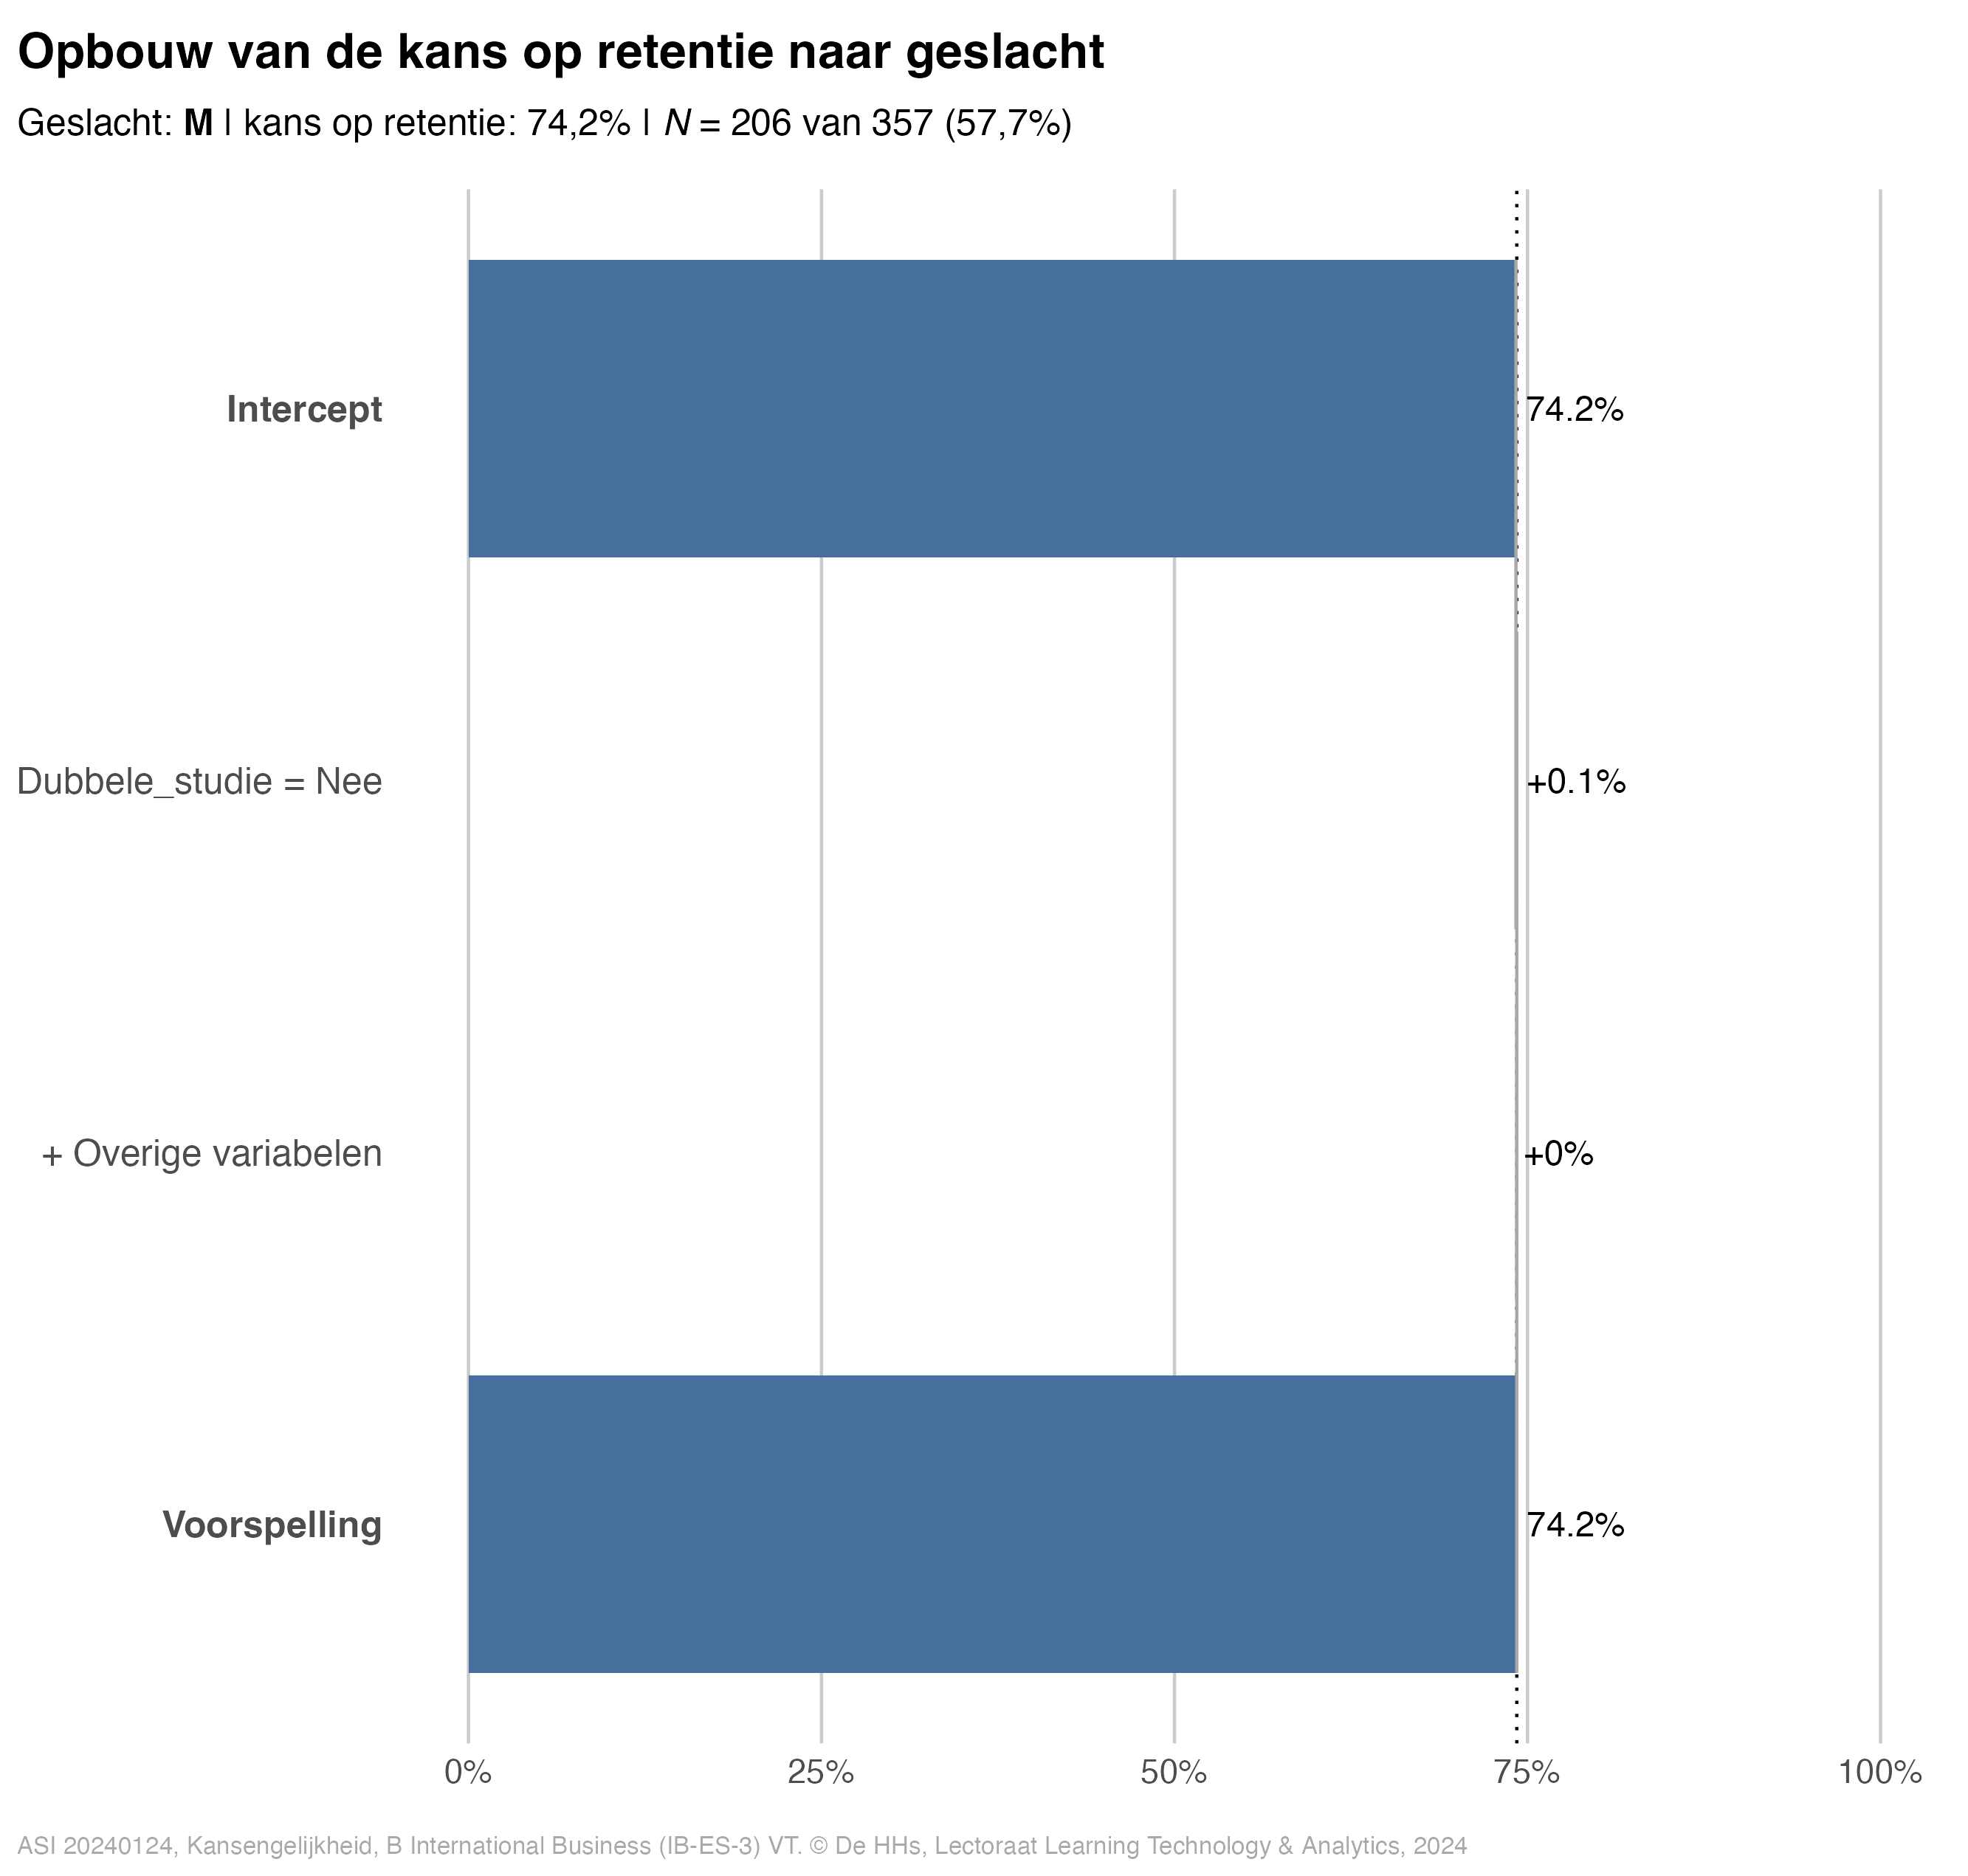 Opbouw van de kans op retentie naar geslacht
Geslacht: M | kans op retentie: 74,2% | N = 206 van 357 (57,7%)
Intercept
74.2%
Dubbele_studie = Nee
+0.1%
+ Overige variabelen
+0%
Voorspelling
74.2%
0%
25%
50%
75%
100%
ASI 20240124, Kansengelijkheid, B International Business (IB-ES-3) VT. © De HHs, Lectoraat Learning Technology & Analytics, 2024